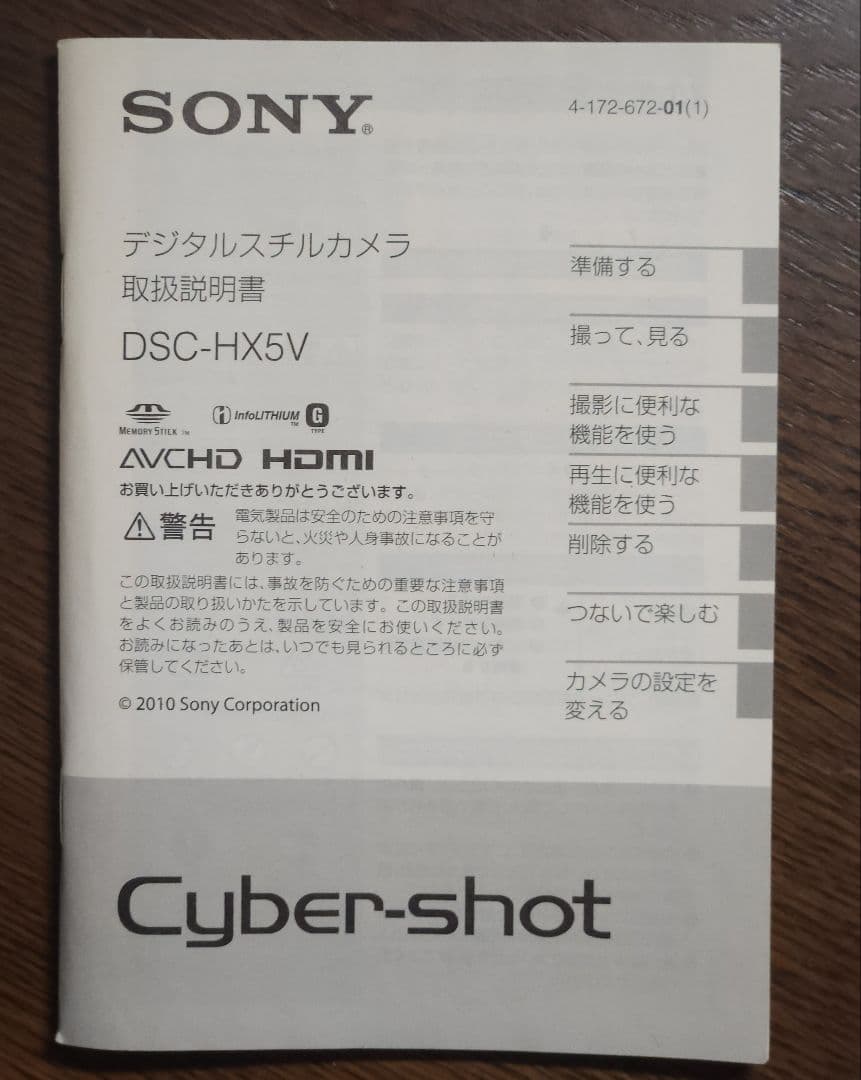 SONY®
4-172-672-01(1)
デジタルスチルカメラ
取扱説明書
DSC-HX5V
MEMORY STICK ™
InfoLITHIUM ™ G TYPE
AVCHD HDMI
お買い上げいただきありがとうございます。
警告
電気製品は安全のための注意事項を守
らないと、火災や人身事故になることが
あります。
この取扱説明書には、事故を防ぐための重要な注意事項
と製品の取り扱いかたを示しています。この取扱説明書
をよくお読みのうえ、製品を安全にお使いください。
お読みになったあとは、いつでも見られるところに必ず
保管してください。
© 2010 Sony Corporation
準備する
撮って、見る
撮影に便利な
機能を使う
再生に便利な
機能を使う
削除する
つないで楽しむ
カメラの設定を
変える
Cyber-shot